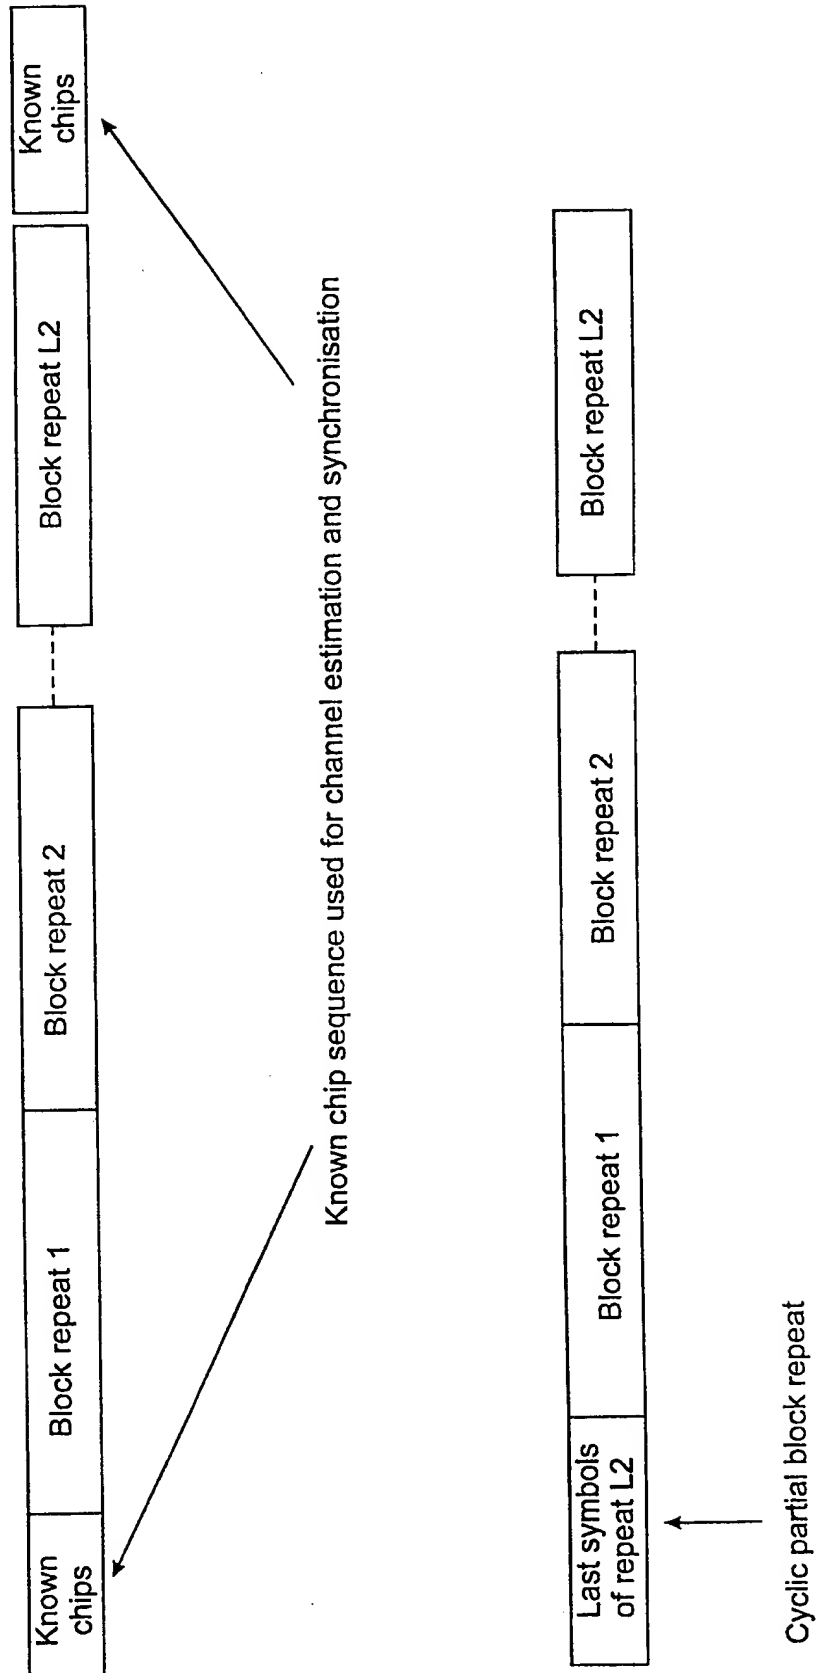 Known
chips
Block repeat 1
Block repeat 2
Block repeat L2
Known
chips
Known chip sequence used for channel estimation and synchronisation
Last symbols
of repeat L2
Block repeat 1
Block repeat 2
Block repeat L2
Cyclic partial block repeat